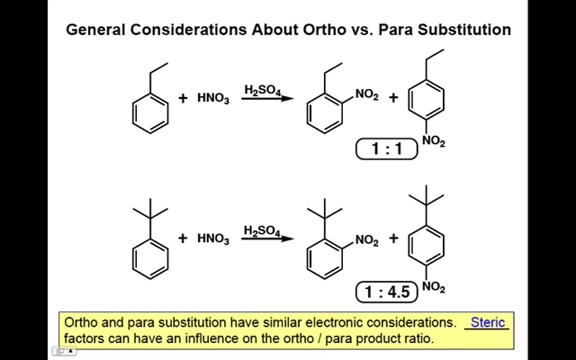 General Considerations About Ortho vs. Para Substitution
+ HNO3 H2SO4 NO2 + NO2
1 : 1
+ HNO3 H2SO4 NO2 + NO2
1 : 4.5
Ortho and para substitution have similar electronic considerations. Steric
factors can have an influence on the ortho / para product ratio.